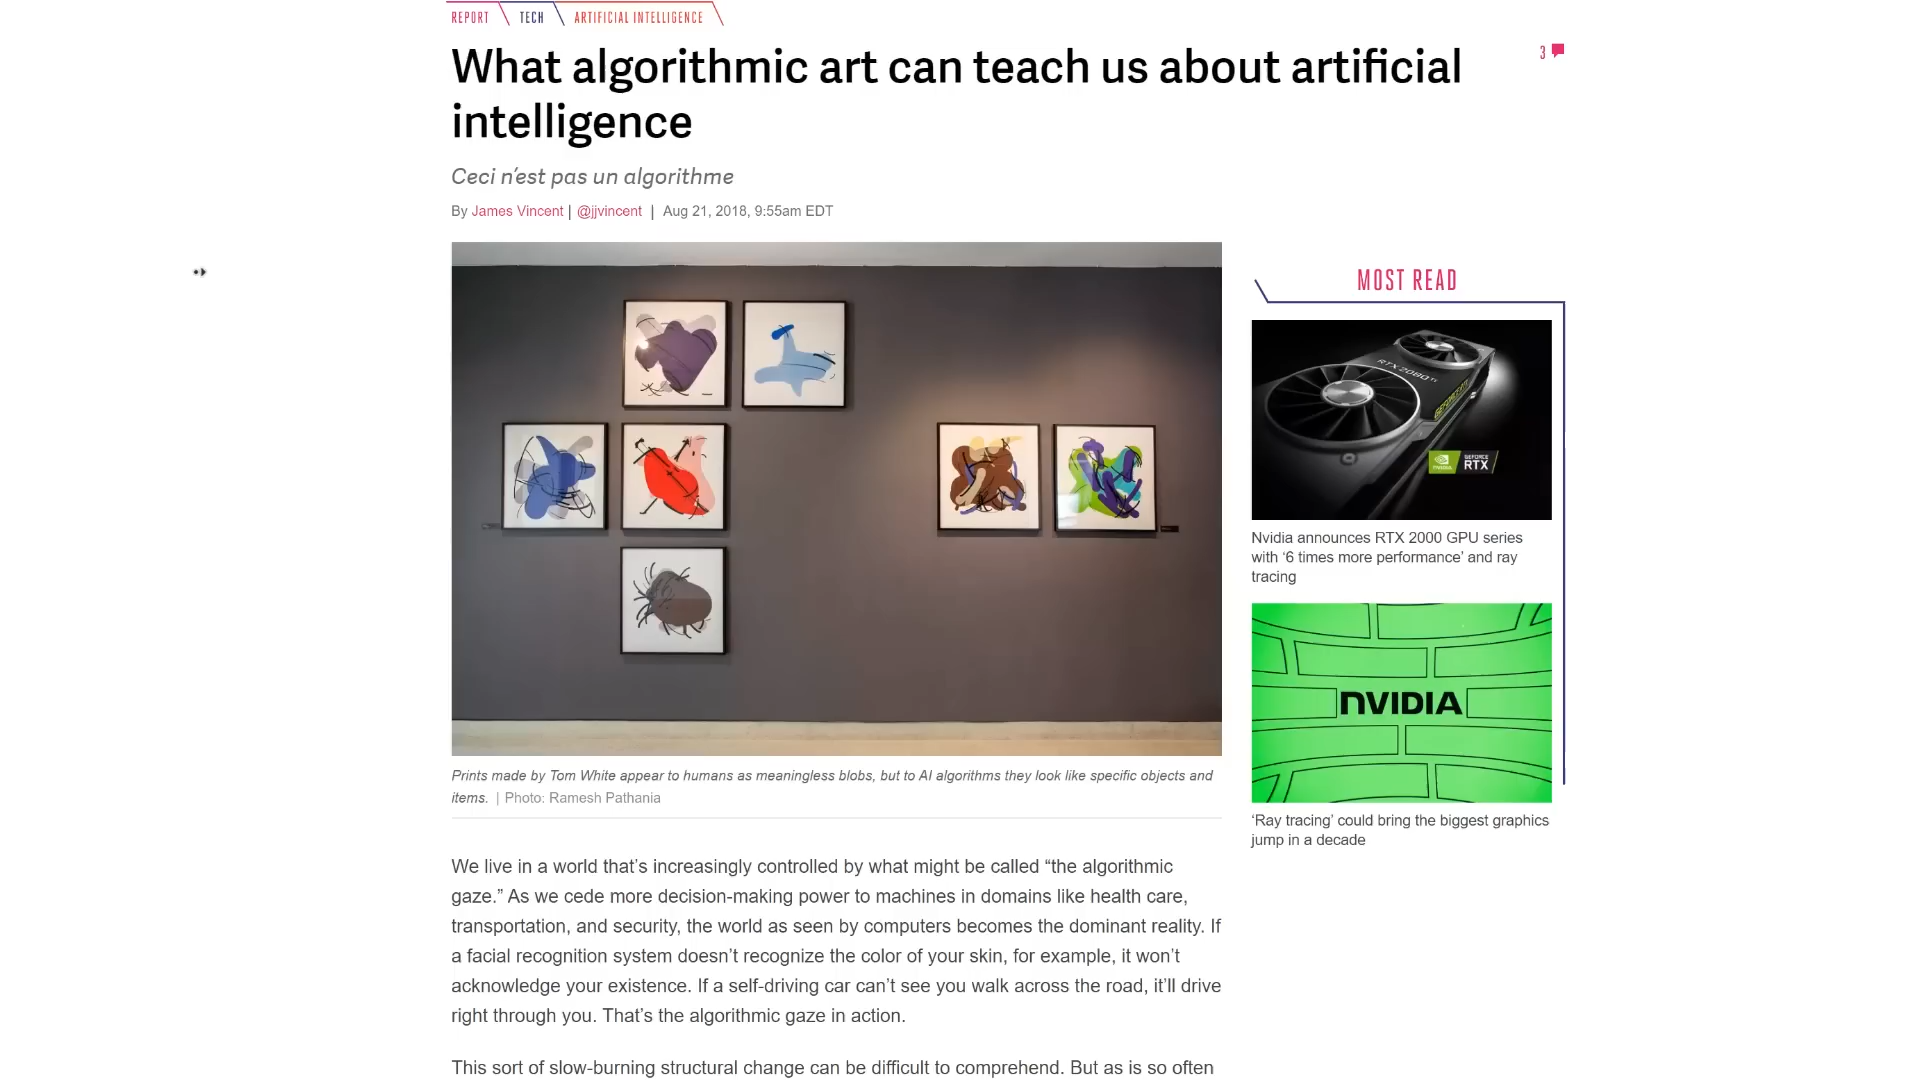 REPORT TECH ARTIFICIAL INTELLIGENCE
What algorithmic art can teach us about artificial
intelligence
3
Ceci n’est pas un algorithme
By James Vincent | @jjvincent | Aug 21, 2018, 9:55am EDT
Prints made by Tom White appear to humans as meaningless blobs, but to AI algorithms they look like specific objects and
items. | Photo: Ramesh Pathania
We live in a world that’s increasingly controlled by what might be called “the algorithmic
gaze.” As we cede more decision-making power to machines in domains like health care,
transportation, and security, the world as seen by computers becomes the dominant reality. If
a facial recognition system doesn’t recognize the color of your skin, for example, it won’t
acknowledge your existence. If a self-driving car can’t see you walk across the road, it’ll drive
right through you. That’s the algorithmic gaze in action.
This sort of slow-burning structural change can be difficult to comprehend. But as is so often
MOST READ
RTX 2080 Ti
GEFORCE RTX
NVIDIA
GEFORCE
RTX
Nvidia announces RTX 2000 GPU series
with ‘6 times more performance’ and ray
tracing
NVIDIA
‘Ray tracing’ could bring the biggest graphics
jump in a decade